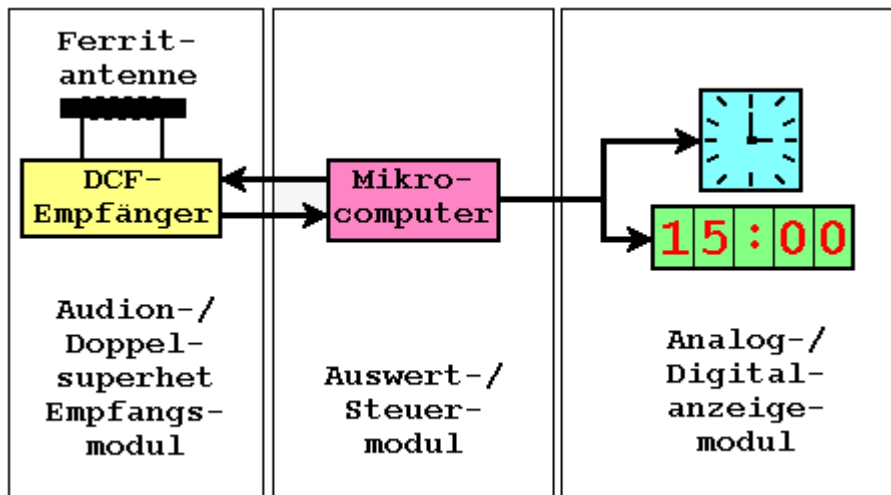 Ferrit-
antenne
DCF-
Empfänger
Audion-/
Doppel-
superhet
Empfangs-
modul
Mikro-
computer
Auswert-/
Steuer-
modul
15:00
Analog-/
Digital-
anzeige-
modul